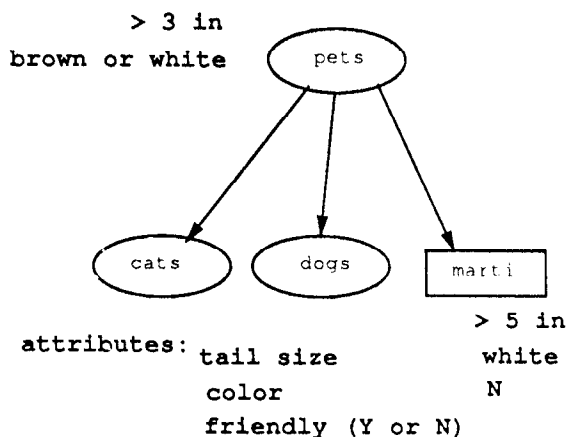 > 3 in
brown or white
pets
cats
dogs
marti
> 5 in
white
N
attributes: tail size
color
friendly (Y or N)